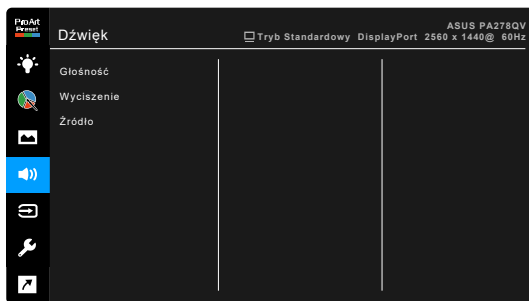 ProArt
Preset
Dźwięk
ASUS PA278QV
Tryb Standardowy DisplayPort 2560 x 1440@ 60Hz
Głośność
Wyciszenie
Źródło